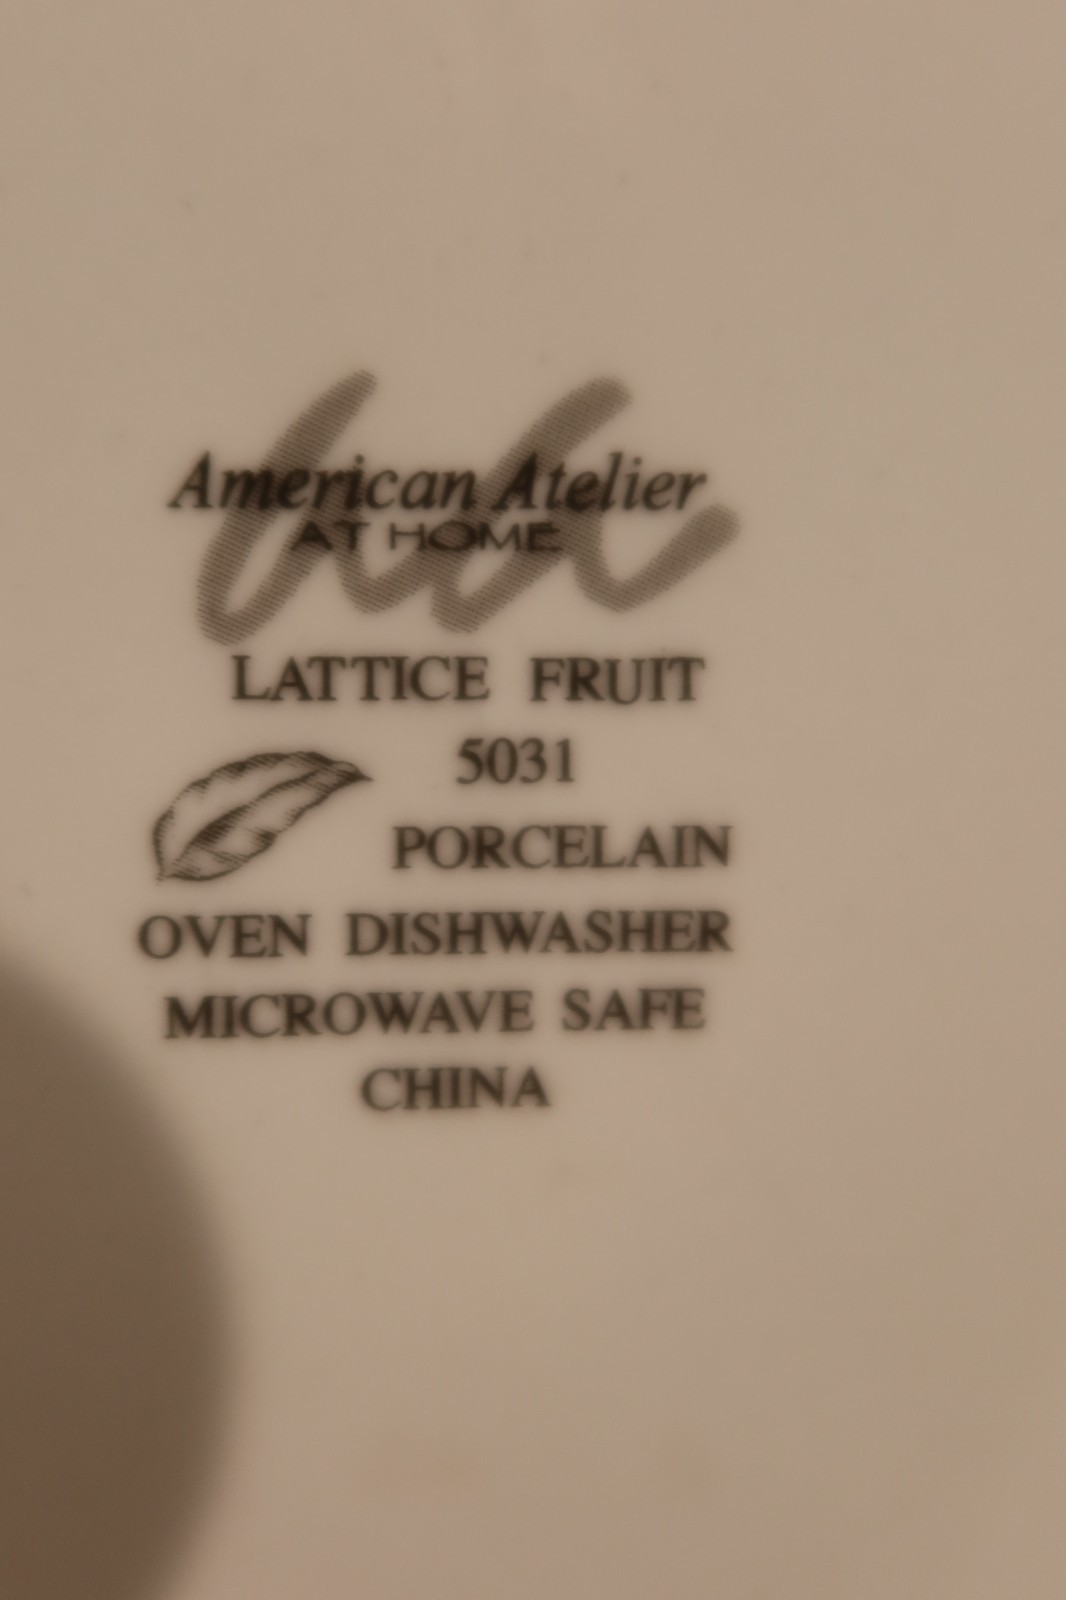 American Atelier
AT HOME
LATTICE FRUIT
5031
PORCELAIN
OVEN DISHWASHER
MICROWAVE SAFE
CHINA